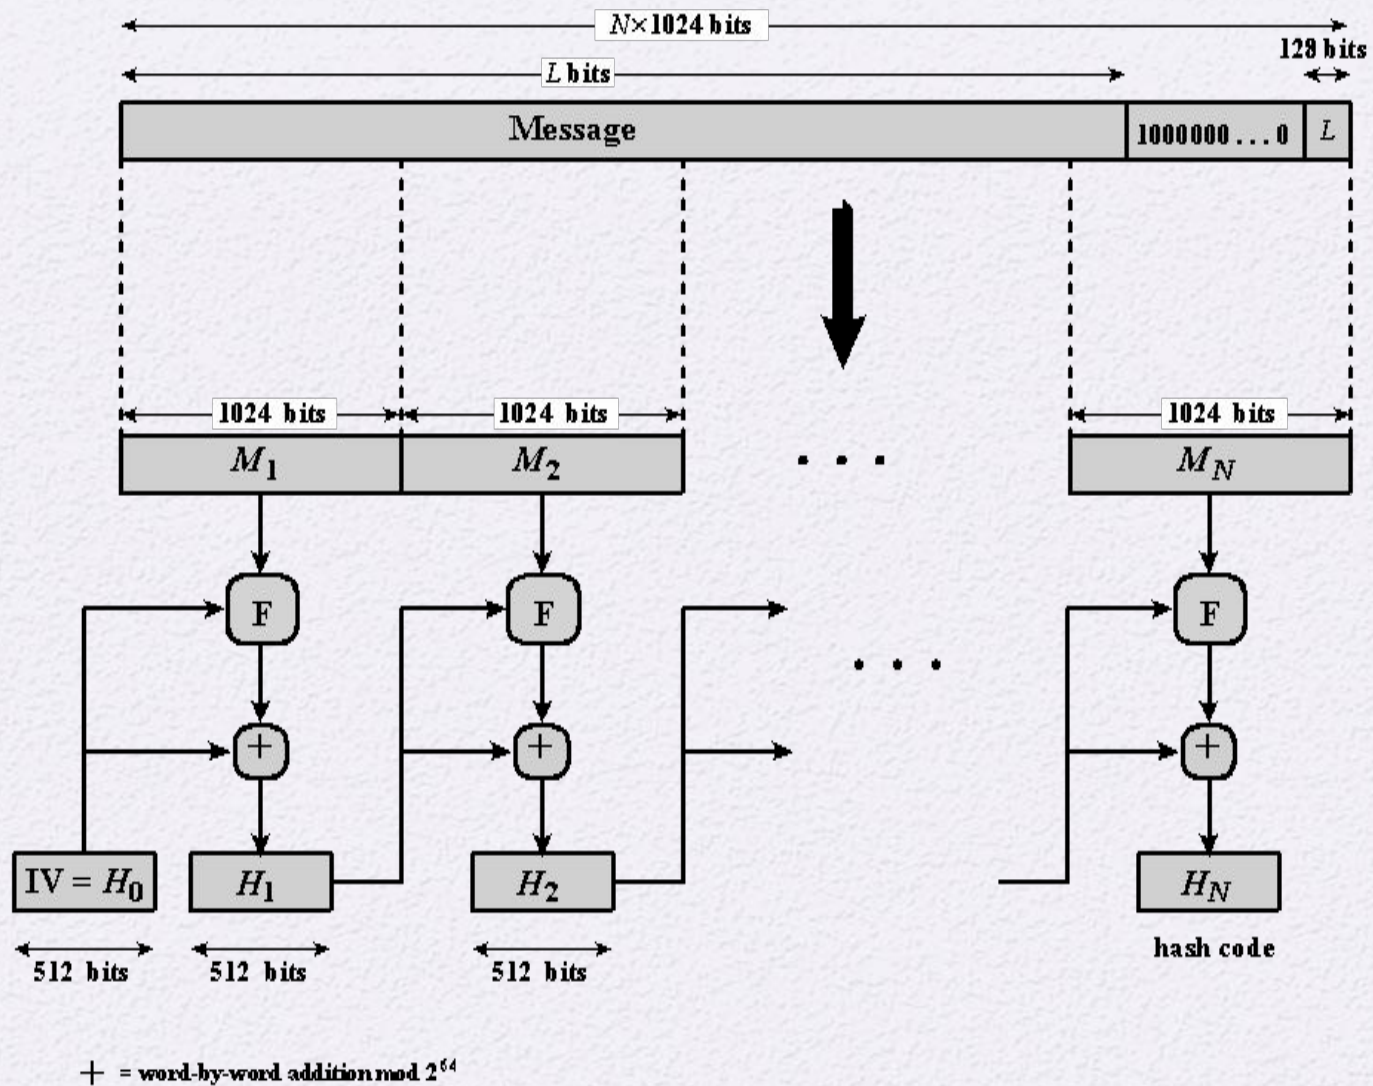 N×1024 bits
128 bits
L bits
Message
1000000 . . . 0
L
1024 bits
1024 bits
1024 bits
M1
M2
. . .
MN
F
F
F
. . .
+
+
+
IV = H0
H1
H2
HN
512 bits
512 bits
512 bits
hash code
+ = word-by-word addition mod 2^64